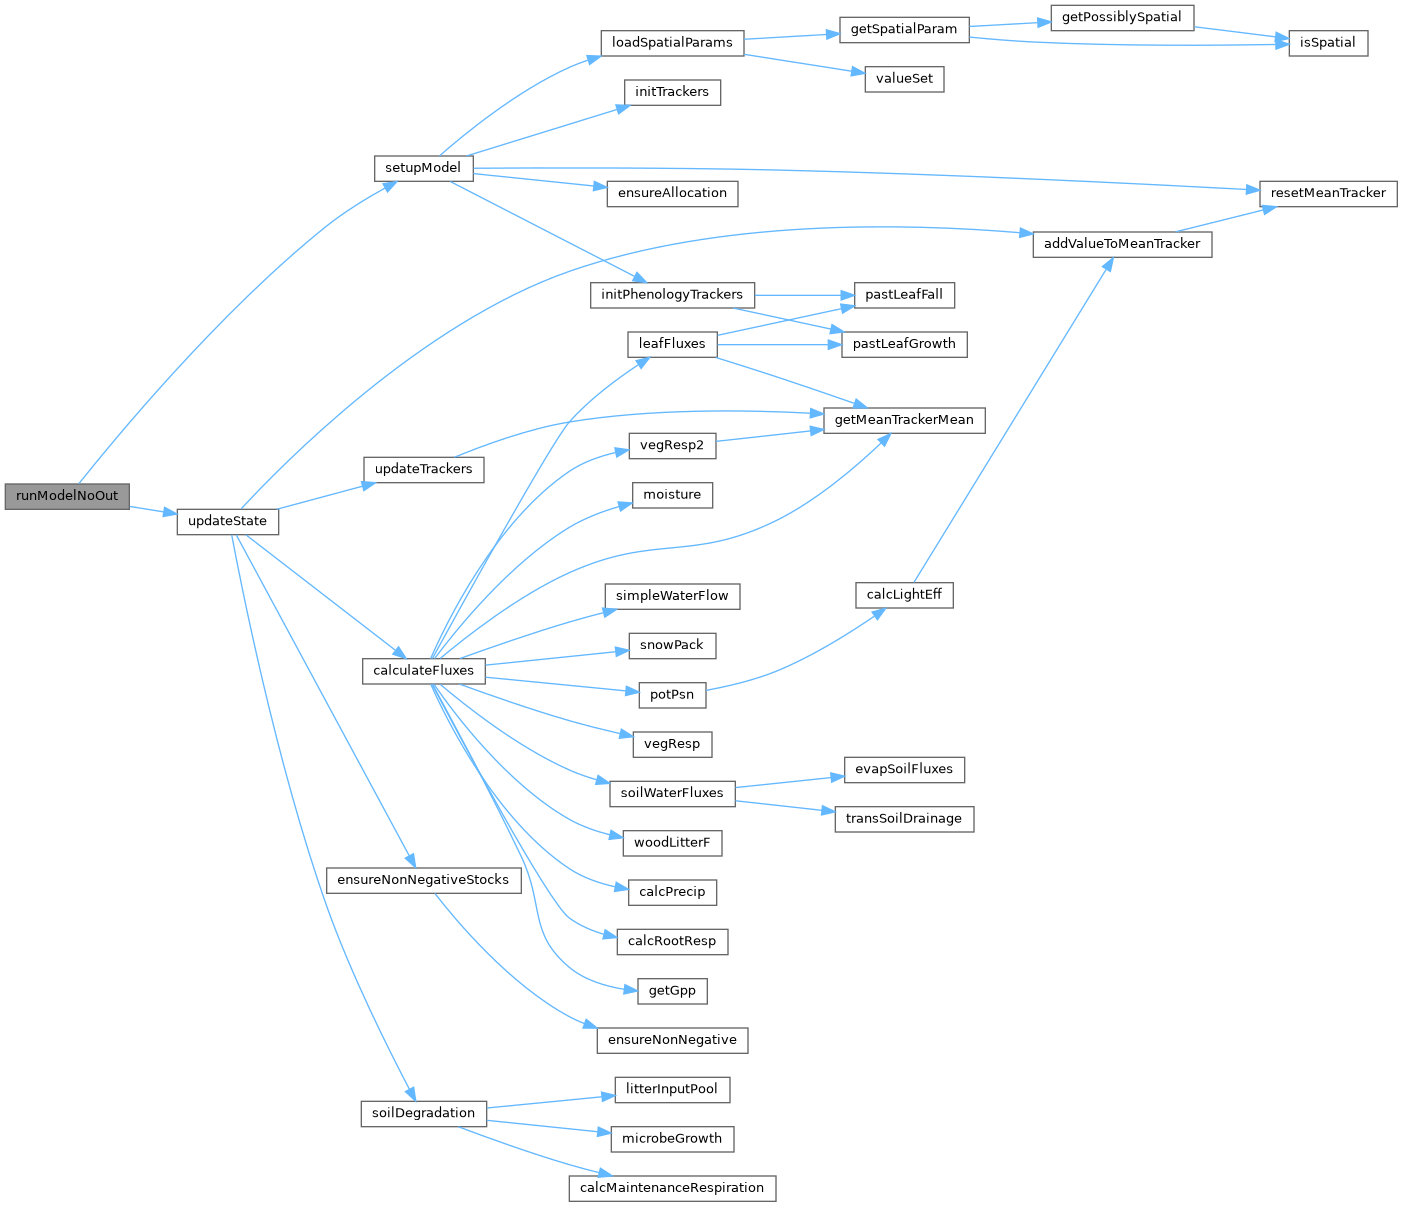 getPossiblySpatial
getSpatialParam
loadSpatialParams
isSpatial
valueSet
initTrackers
setupModel
ensureAllocation
resetMeanTracker
addValueToMeanTracker
initPhenologyTrackers
pastLeafFall
leafFluxes
pastLeafGrowth
getMeanTrackerMean
vegResp2
updateTrackers
moisture
runModelNoOut
updateState
simpleWaterFlow
calcLightEff
snowPack
calculateFluxes
potPsn
vegResp
evapSoilFluxes
soilWaterFluxes
transSoilDrainage
woodLitterF
ensureNonNegativeStocks
calcPrecip
calcRootResp
getGpp
ensureNonNegative
litterInputPool
soilDegradation
microbeGrowth
calcMaintenanceRespiration